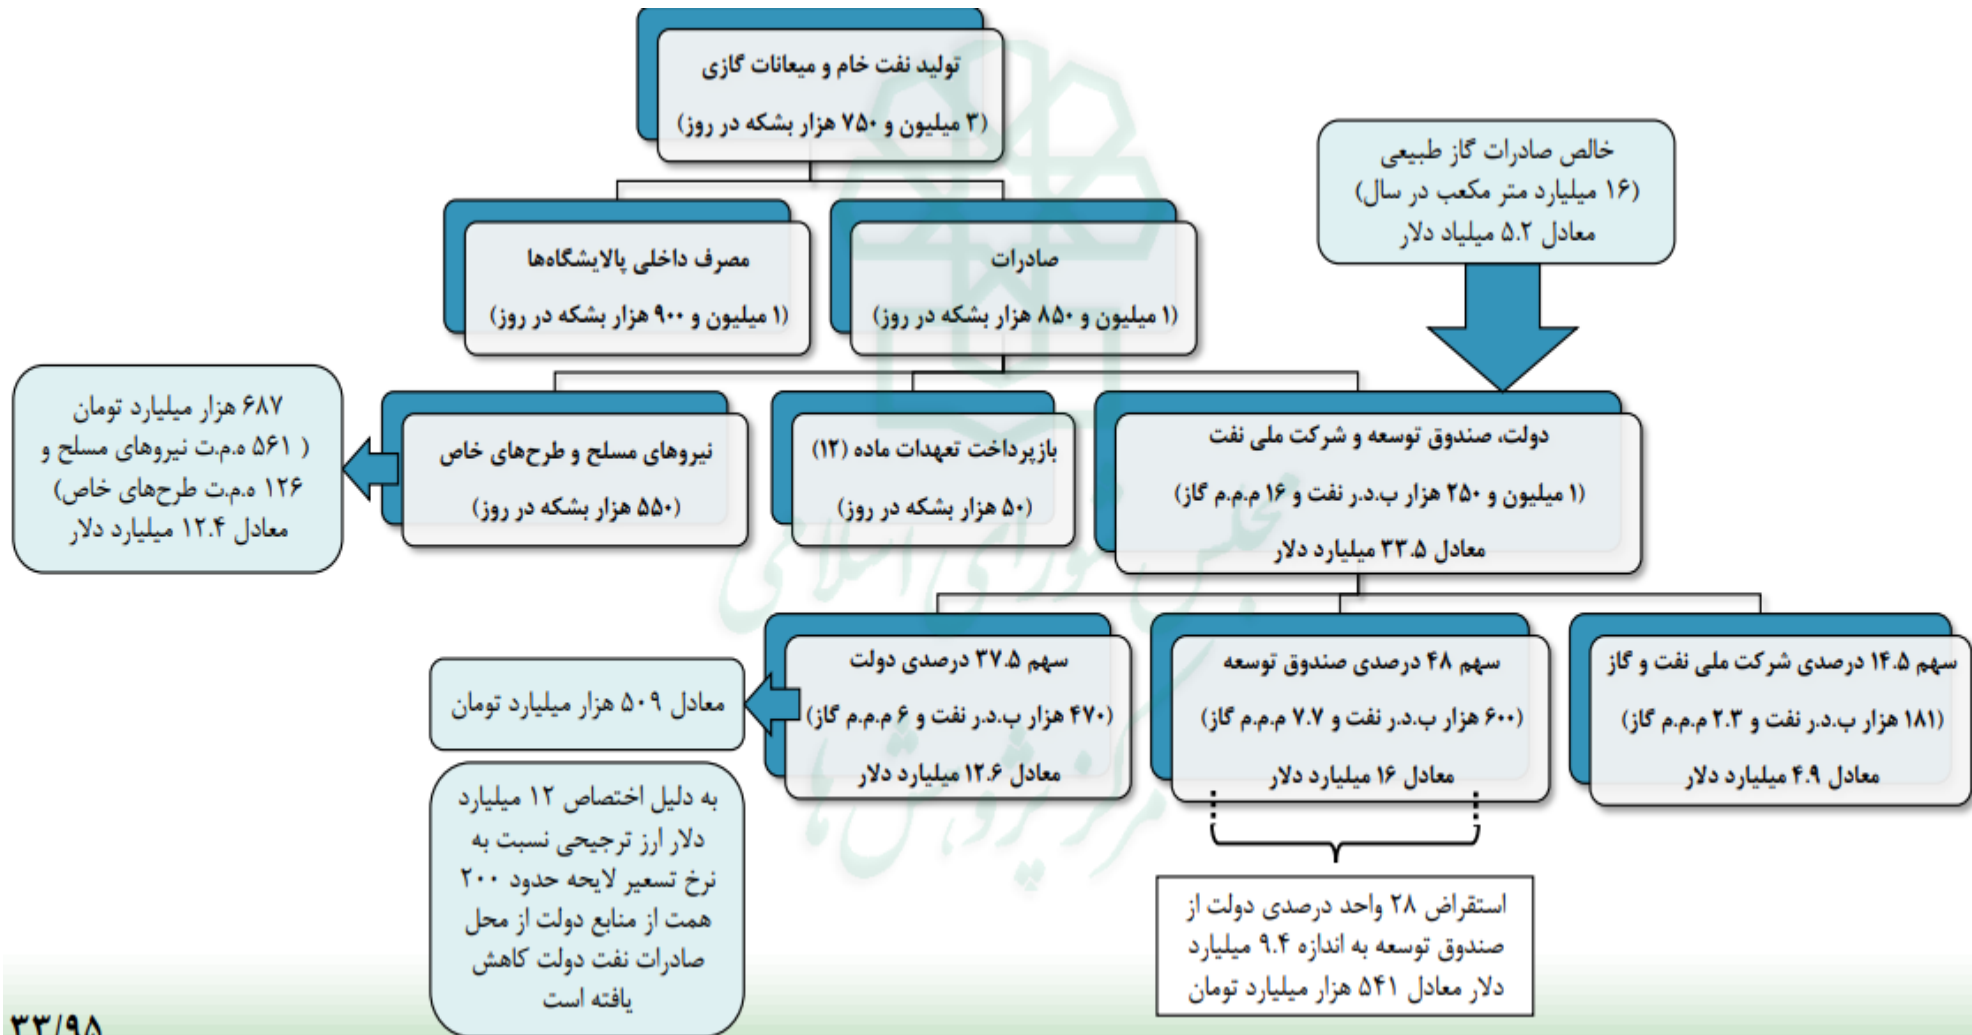 تولید نفت خام و میعانات گازی
(۳ میلیون و ۷۵۰ هزار بشکه در روز)
خالص صادرات گاز طبیعی
(۱۶ میلیارد متر مکعب در سال)
معادل ۵.۲ میلیاد دلار
صادرات
(۱ میلیون و ۸۵۰ هزار بشکه در روز)
مصرف داخلی پالایشگاه‌ها
(۱ میلیون و ۹۰۰ هزار بشکه در روز)
دولت، صندوق توسعه و شرکت ملی نفت
(۱ میلیون و ۲۵۰ هزار ب.د.ر نفت و ۱۶ م.م.م گاز)
معادل ۳۳.۵ میلیارد دلار
بازپرداخت تعهدات ماده (۱۲)
(۵۰ هزار بشکه در روز)
نیروهای مسلح و طرح‌های خاص
(۵۵۰ هزار بشکه در روز)
۶۸۷ هزار میلیارد تومان
( ۵۶۱ ه.م.ت نیروهای مسلح و
۱۲۶ ه.م.ت طرح‌های خاص)
معادل ۱۲.۴ میلیارد دلار
سهم ۱۴.۵ درصدی شرکت ملی نفت و گاز
(۱۸۱ هزار ب.د.ر نفت و ۲.۳ م.م.م گاز)
معادل ۴.۹ میلیارد دلار
سهم ۴۸ درصدی صندوق توسعه
(۶۰۰ هزار ب.د.ر نفت و ۷.۷ م.م.م گاز)
معادل ۱۶ میلیارد دلار
سهم ۳۷.۵ درصدی دولت
(۴۷۰ هزار ب.د.ر نفت و ۶ م.م.م گاز)
معادل ۱۲.۶ میلیارد دلار
معادل ۵۰۹ هزار میلیارد تومان
به دلیل اختصاص ۱۲ میلیارد
دلار ارز ترجیحی نسبت به
نرخ تسعیر لایحه حدود ۲۰۰
همت از منابع دولت از محل
صادرات نفت دولت کاهش
یافته است
استقراض ۲۸ واحد درصدی دولت از
صندوق توسعه به اندازه ۹.۴ میلیارد
دلار معادل ۵۴۱ هزار میلیارد تومان
مجلس شورای اسلامی
مرکز پژوهش ها
۳۳/۹۵